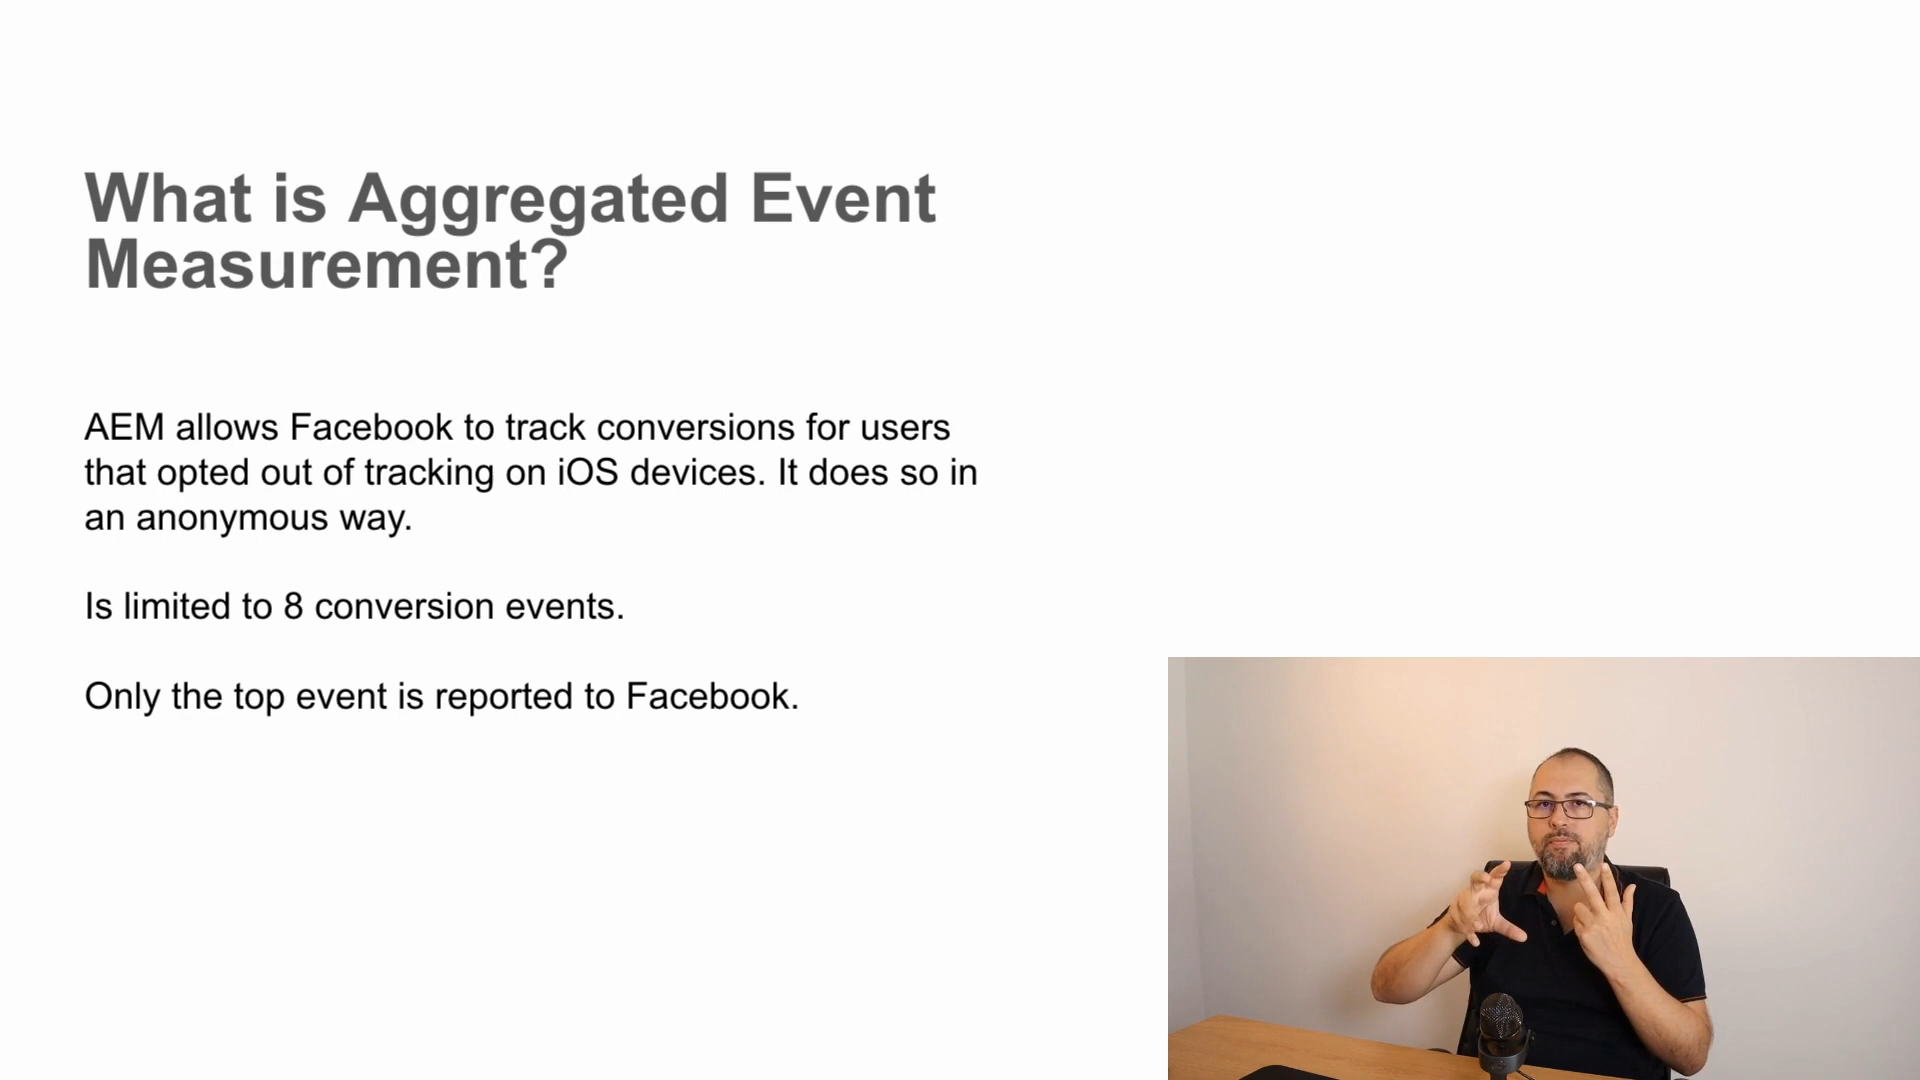 What is Aggregated Event
Measurement?
AEM allows Facebook to track conversions for users
that opted out of tracking on iOS devices. It does so in
an anonymous way.
Is limited to 8 conversion events.
Only the top event is reported to Facebook.